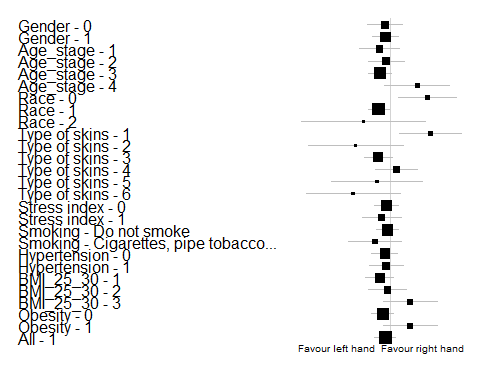 Gender - 0
Gender - 1
Age_stage - 1
Age_stage - 2
Age_stage - 3
Age_stage - 4
Race - 0
Race - 1
Race - 2
Type of skins - 1
Type of skins - 2
Type of skins - 3
Type of skins - 4
Type of skins - 5
Type of skins - 6
Stress index - 0
Stress index - 1
Smoking - Do not smoke
Smoking - Cigarettes, pipe tobacco...
Hypertension - 0
Hypertension - 1
BMI_25_30 - 1
BMI_25_30 - 2
BMI_25_30 - 3
Obesity - 0
Obesity - 1
All - 1
Favour left hand Favour right hand